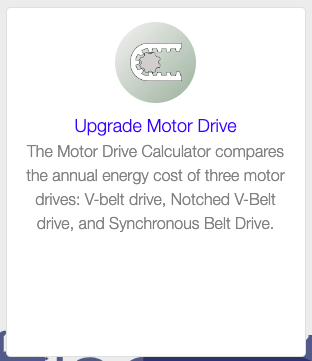 Upgrade Motor Drive
The Motor Drive Calculator compares
the annual energy cost of three motor
drives: V-belt drive, Notched V-Belt
drive, and Synchronous Belt Drive.